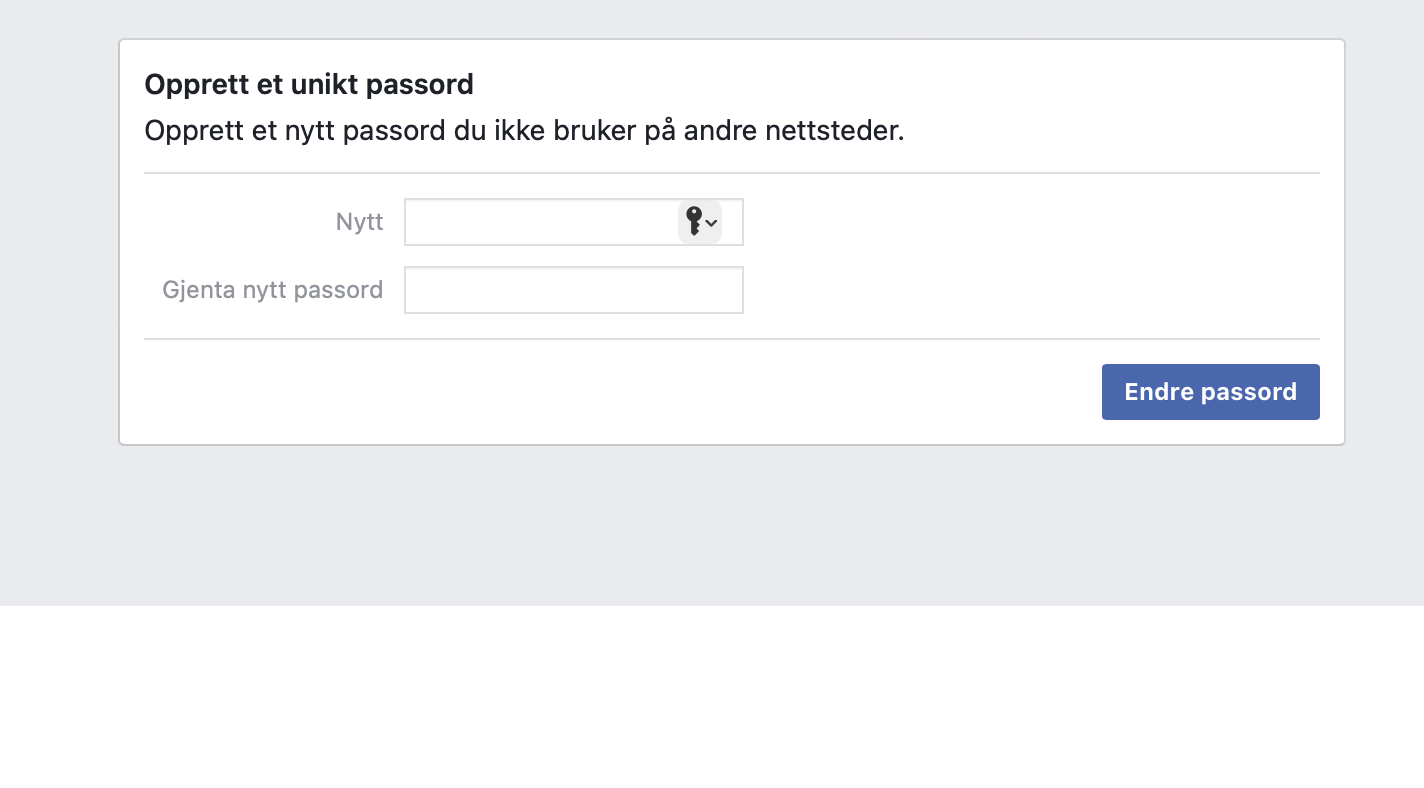 Opprett et unikt passord
Opprett et nytt passord du ikke bruker på andre nettsteder.
Nytt
Gjenta nytt passord
Endre passord